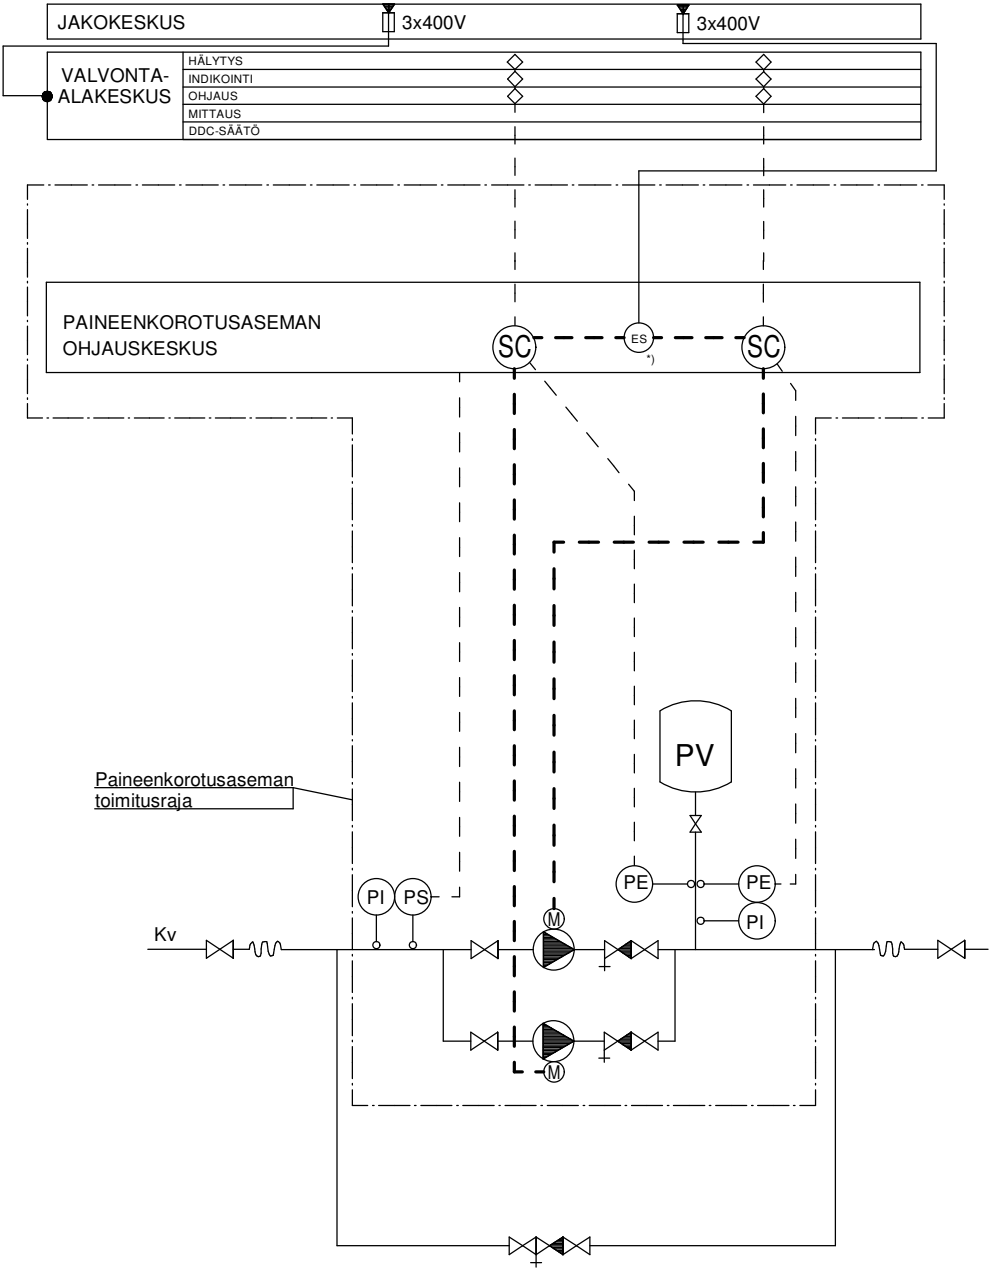 JAKOKESKUS
3x400V
3x400V
VALVONTA-
ALAKESKUS
HÄLYTYS
INDIKOINTI
OHJAUS
MITTAUS
DDC-SÄÄTÖ
PAINEENKOROTUSASEMAN
OHJAUSKESKUS
SC
ES
*)
SC
PV
Paineenkorotusaseman
toimitusraja
PI
PS
PE
PE
PI
M
Kv
M